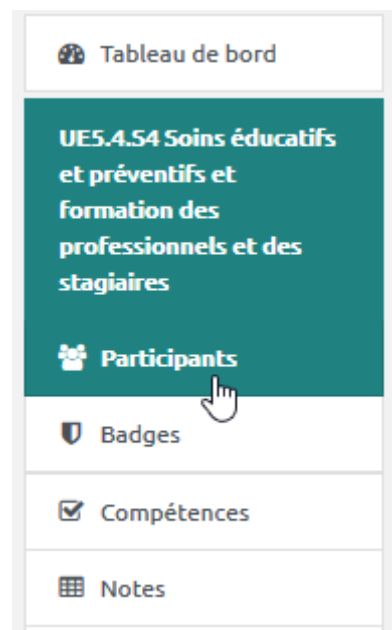 Tableau de bord
UE5.4.S4 Soins éducatifs
et préventifs et
formation des
professionnels et des
stagiaires
Participants
Badges
Compétences
Notes